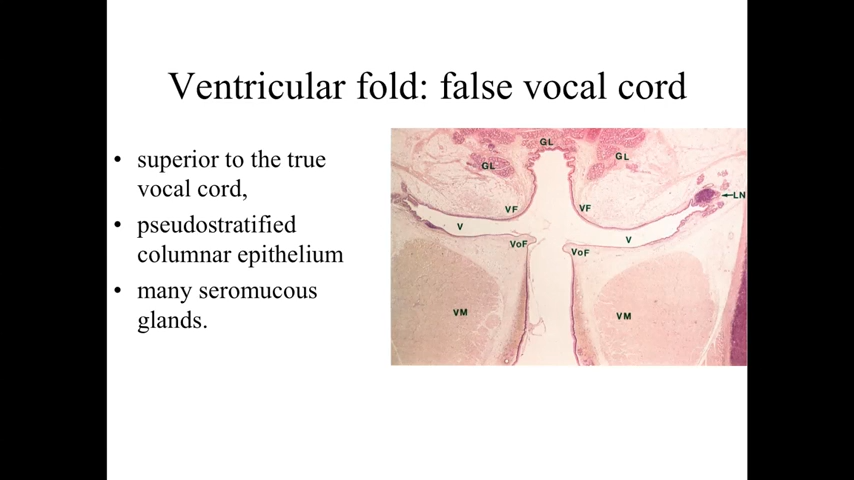 Ventricular fold: false vocal cord
• superior to the true
vocal cord,
• pseudostratified
columnar epithelium
• many seromucous
glands.
GL
GL
GL
LN
VF
VF
V
V
VoF
VoF
VM
VM